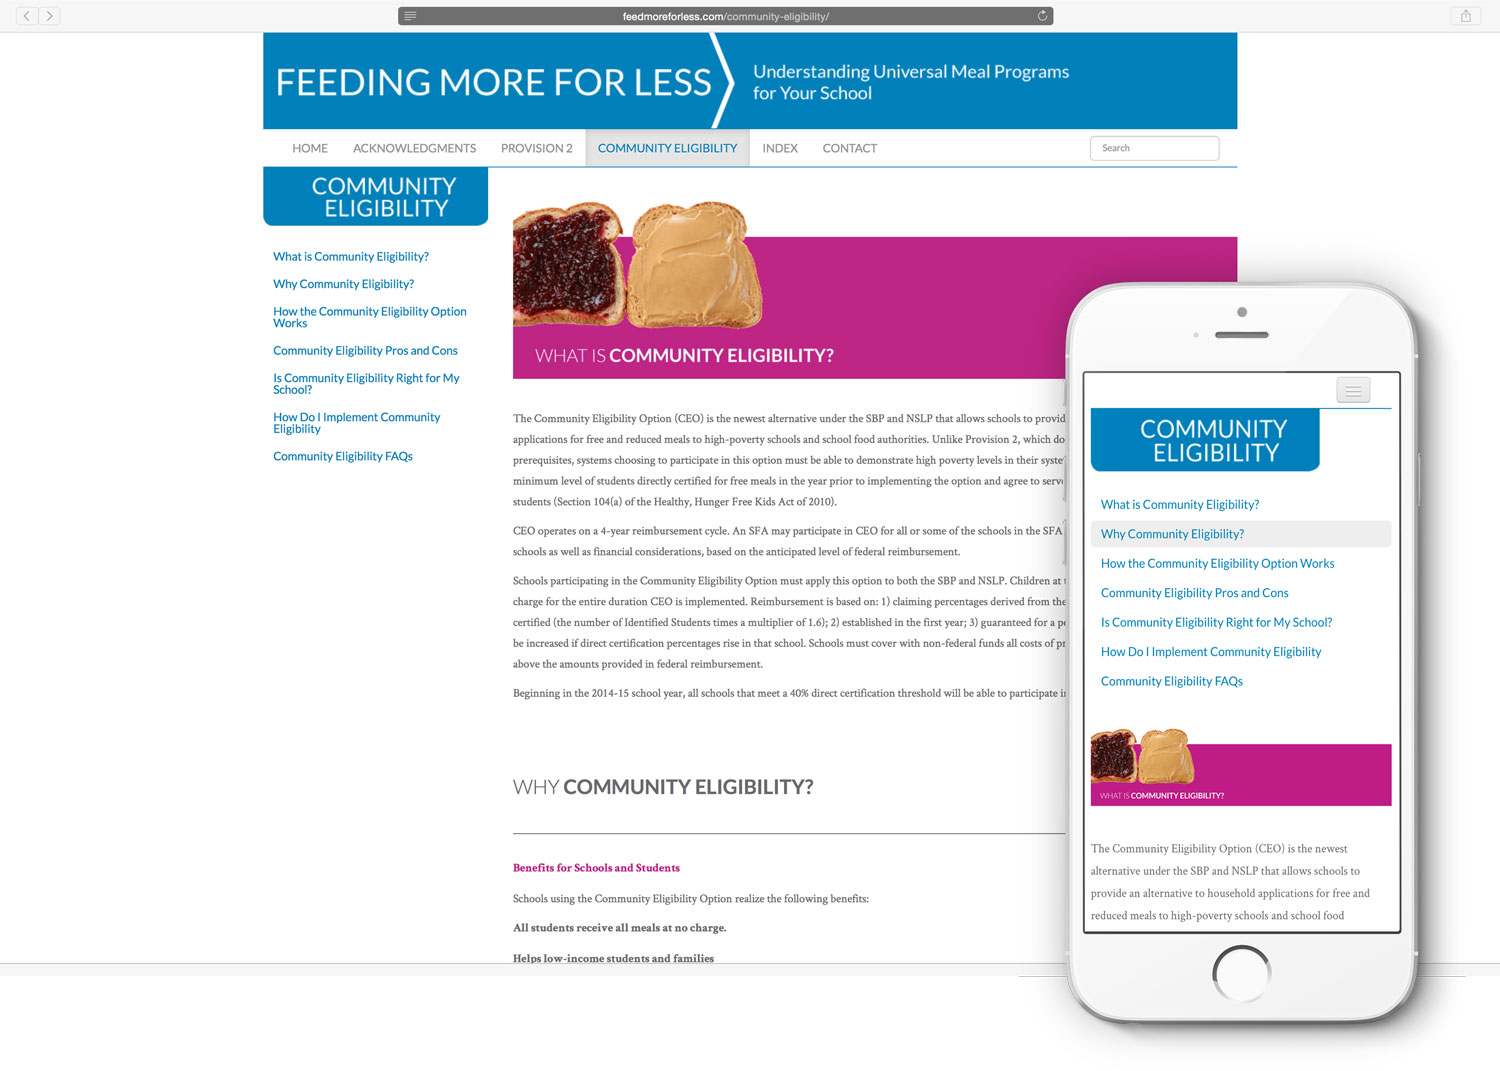 feedmoreforless.com/community-eligibility/
FEEDING MORE FOR LESS
Understanding Universal Meal Programs
for Your School
HOME ACKNOWLEDGMENTS PROVISION 2 COMMUNITY ELIGIBILITY INDEX CONTACT
Search
COMMUNITY
ELIGIBILITY
What is Community Eligibility?
Why Community Eligibility?
How the Community Eligibility Option
Works
Community Eligibility Pros and Cons
Is Community Eligibility Right for My
School?
How Do I Implement Community
Eligibility
Community Eligibility FAQs
WHAT IS COMMUNITY ELIGIBILITY?
The Community Eligibility Option (CEO) is the newest alternative under the SBP and NSLP that allows schools to provid
applications for free and reduced meals to high-poverty schools and school food authorities. Unlike Provision 2, which do
prerequisites, systems choosing to participate in this option must be able to demonstrate high poverty levels in their syste
minimum level of students directly certified for free meals in the year prior to implementing the option and agree to serv
students (Section 104(a) of the Healthy, Hunger Free Kids Act of 2010).
CEO operates on a 4-year reimbursement cycle. An SFA may participate in CEO for all or some of the schools in the SFA
schools as well as financial considerations, based on the anticipated level of federal reimbursement.
Schools participating in the Community Eligibility Option must apply this option to both the SBP and NSLP. Children at
charge for the entire duration CEO is implemented. Reimbursement is based on: 1) claiming percentages derived from the
certified (the number of Identified Students times a multiplier of 1.6); 2) established in the first year; 3) guaranteed for a p
be increased if direct certification percentages rise in that school. Schools must cover with non-federal funds all costs of p
above the amounts provided in federal reimbursement.
Beginning in the 2014-15 school year, all schools that meet a 40% direct certification threshold will be able to participate i
WHY COMMUNITY ELIGIBILITY?
Benefits for Schools and Students
Schools using the Community Eligibility Option realize the following benefits:
All students receive all meals at no charge.
Helps low-income students and families
COMMUNITY
ELIGIBILITY
What is Community Eligibility?
Why Community Eligibility?
How the Community Eligibility Option Works
Community Eligibility Pros and Cons
Is Community Eligibility Right for My School?
How Do I Implement Community Eligibility
Community Eligibility FAQs
WHAT IS COMMUNITY ELIGIBILITY?
The Community Eligibility Option (CEO) is the newest
alternative under the SBP and NSLP that allows schools to
provide an alternative to household applications for free and
reduced meals to high-poverty schools and school food